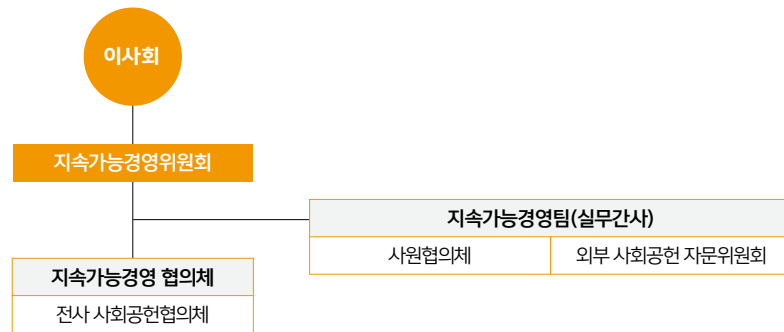 이사회
지속가능경영위원회
지속가능경영팀(실무간사)
사원협의체
외부 사회공헌 자문위원회
지속가능경영 협의체
전사 사회공헌협의체